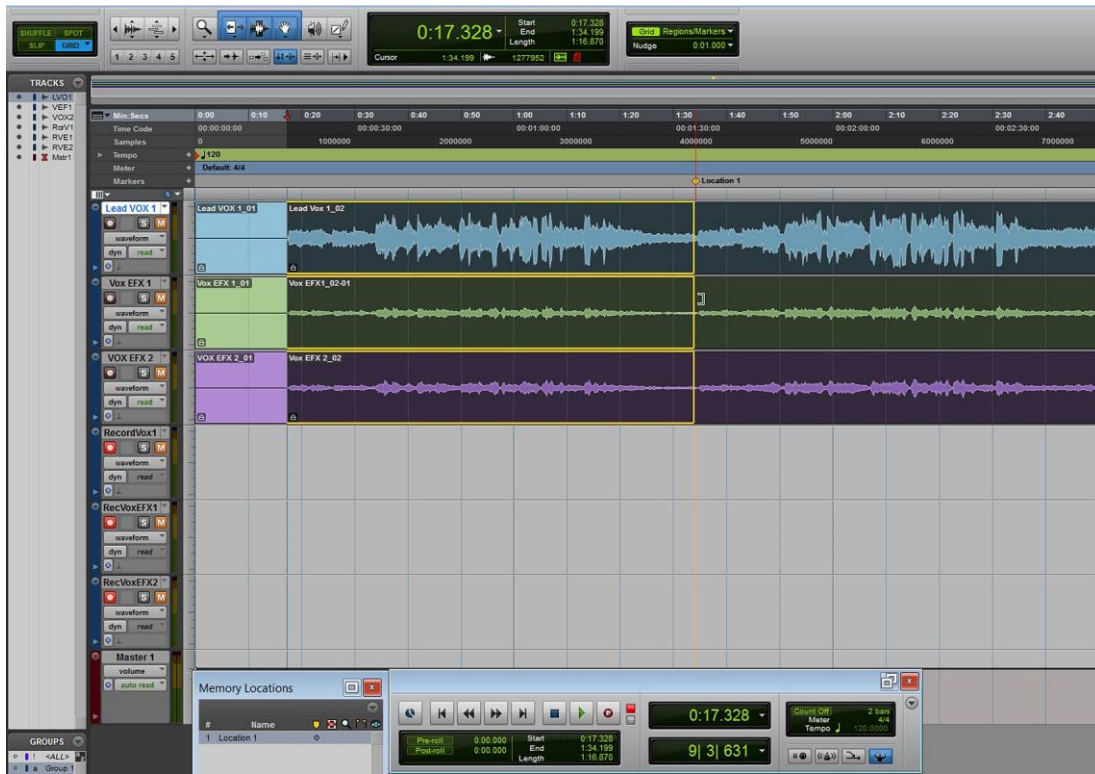 SHUFFLE SPOT
SLIP GRID
1 2 3 4 5
0:17.328
Start 0:17.328
End 1:34.199
Length 1:16.870
Cursor 1:34.199 1277952
Grid Regions/Markers
Nudge 0:01.000
TRACKS
LVO1
VEF1
VOX2
RVE1
RVE2
Mstr1
Min:Secs 0:00 0:10 0:20 0:30 0:40 0:50 1:00 1:10 1:20 1:30 1:40 1:50 2:00 2:10 2:20 2:30 2:40
Time Code 00:00:00:00 00:00:30:00 00:01:00:00 00:01:30:00 00:02:00:00 00:02:30:00
Samples 0 1000000 2000000 3000000 4000000 5000000 6000000 7000000
Tempo 120
Meter Default: 4/4
Markers Location 1
Lead VOX 1 Lead VOX 1_01 Lead Vox 1_02
S M
waveform
dyn read
Vox EFX 1 Vox EFX 1_01 Vox EFX1_02-01
S M
waveform
dyn read
VOX EFX 2 VOX EFX 2_01 Vox EFX 2_02
S M
waveform
dyn read
RecordVox1
S M
waveform
dyn read
RecVoxEFX1
S M
waveform
dyn read
RecVoxEFX2
S M
waveform
dyn read
Master 1
volume
auto read
GROUPS
! <ALL>
a Group 1
Memory Locations
# Name
1 Location 1
Pre-roll 0:00.000
Post-roll 0:00.000
Start 0:17.328
End 1:34.199
Length 1:16.870
0:17.328
9| 3| 631
Count Off 2 bars
Meter 4/4
Tempo 120.0000